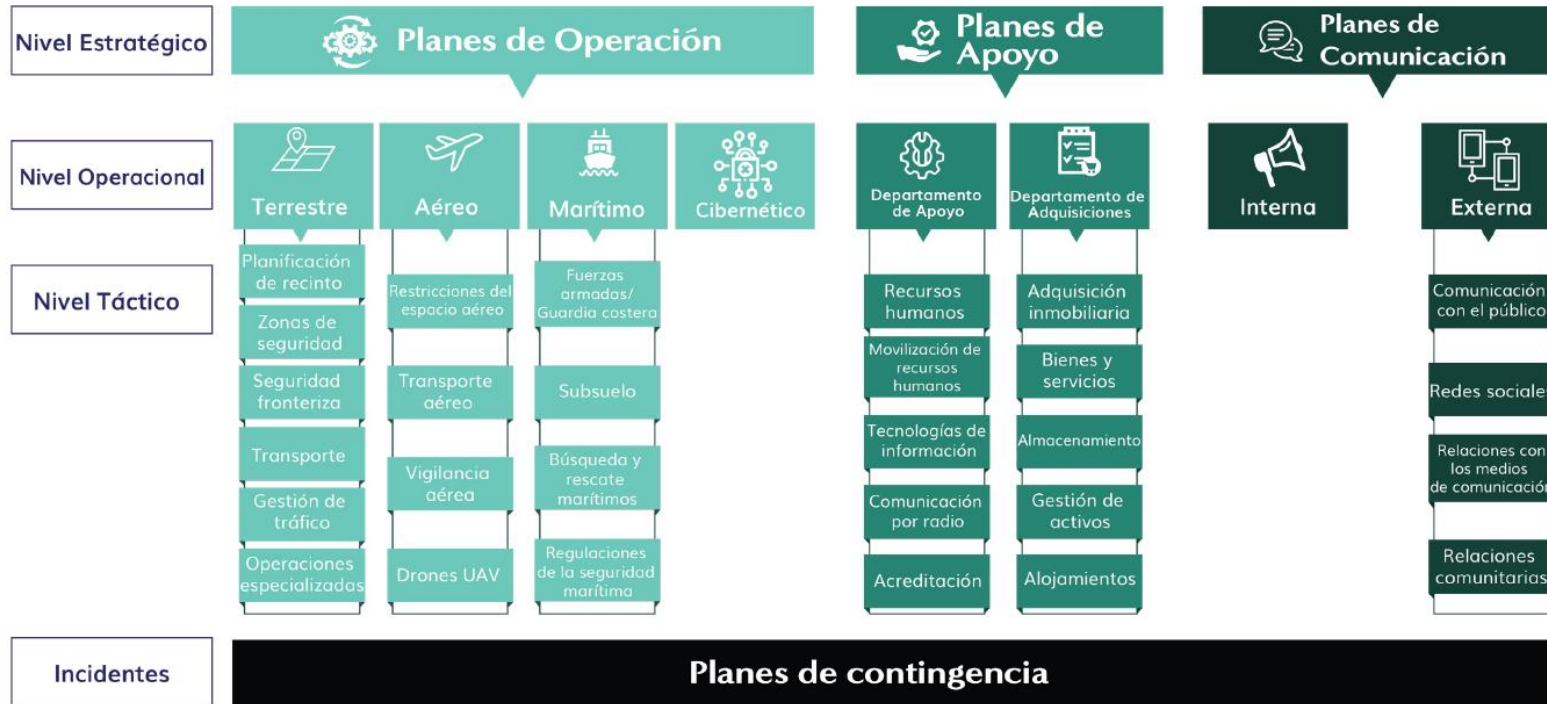 Nivel Estratégico
Planes de Operación
Planes de
Apoyo
Planes de
Comunicación
Nivel Operacional
Terrestre
Aéreo
Marítimo
Cibernético
Departamento
de Apoyo
Departamento de
Adquisiciones
Interna
Externa
Nivel Táctico
Planificación
de recinto
Zonas de
seguridad
Seguridad
fronteriza
Transporte
Gestión de
tráfico
Operaciones
especializadas
Restricciones del
espacio aéreo
Transporte
aéreo
Vigilancia
aérea
Drones UAV
Fuerzas
armadas/
Guardia costera
Subsuelo
Búsqueda y
rescate
marítimos
Regulaciones
de la seguridad
marítima
Recursos
humanos
Movilización de
recursos
humanos
Tecnologías de
información
Comunicación
por radio
Acreditación
Adquisición
inmobiliaria
Bienes y
servicios
Almacenamiento
Gestión de
activos
Alojamientos
Comunicación
con el público
Redes sociales
Relaciones con
los medios
de comunicación
Relaciones
comunitarias
Incidentes
Planes de contingencia